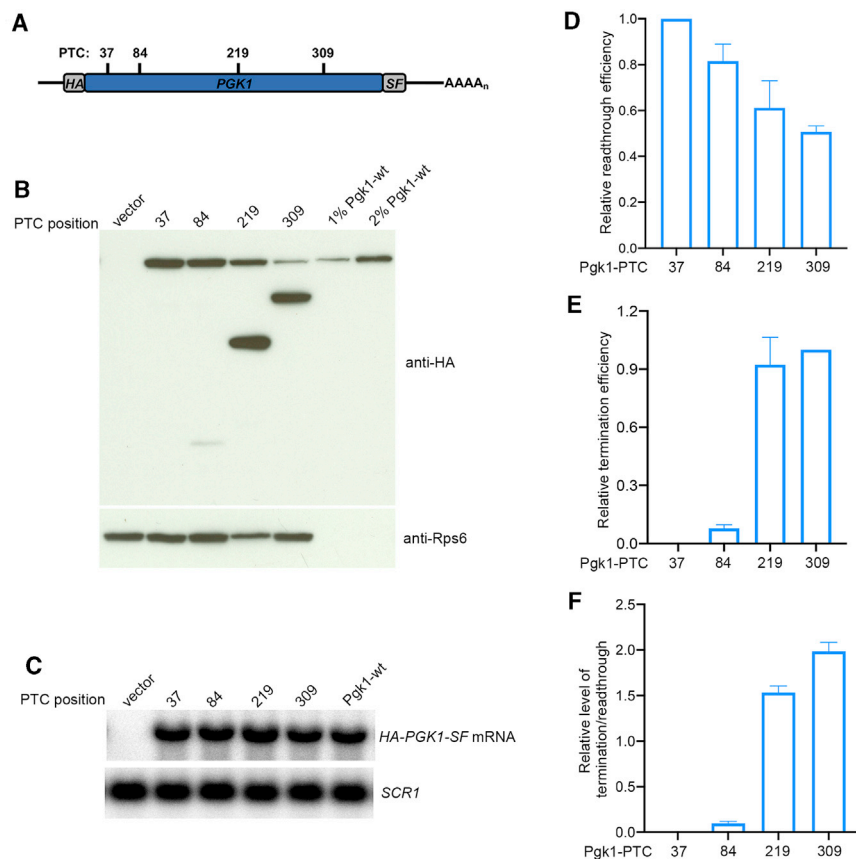 A
PTC: 37 84 219 309
HA PGK1 SF AAAAn
B
PTC position vector 37 84 219 309 1% Pgk1-wt 2% Pgk1-wt
anti-HA
anti-Rps6
C
PTC position vector 37 84 219 309 Pgk1-wt
HA-PGK1-SF mRNA
SCR1
D
Relative readthrough efficiency
1.0
0.8
0.6
0.4
0.2
0.0
Pgk1-PTC 37 84 219 309
E
Relative termination efficiency
1.2
0.9
0.6
0.3
0.0
Pgk1-PTC 37 84 219 309
F
Relative level of
termination/readthrough
2.5
2.0
1.5
1.0
0.5
0.0
Pgk1-PTC 37 84 219 309